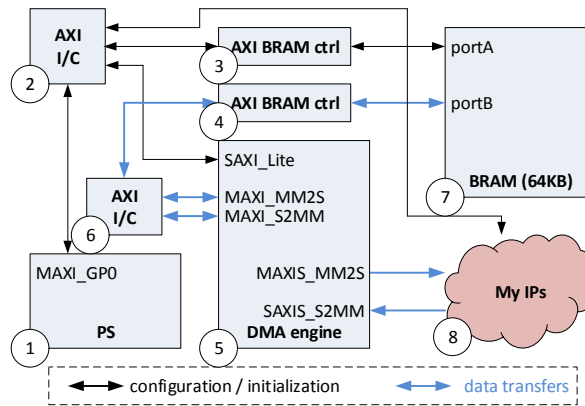 AXI
I/C
2
AXI BRAM ctrl
3
AXI BRAM ctrl
4
portA
portB
BRAM (64KB)
7
SAXI_Lite
MAXI_MM2S
MAXI_S2MM
MAXIS_MM2S
SAXIS_S2MM
DMA engine
5
AXI
I/C
6
MAXI_GP0
PS
1
My IPs
8
configuration / initialization
data transfers